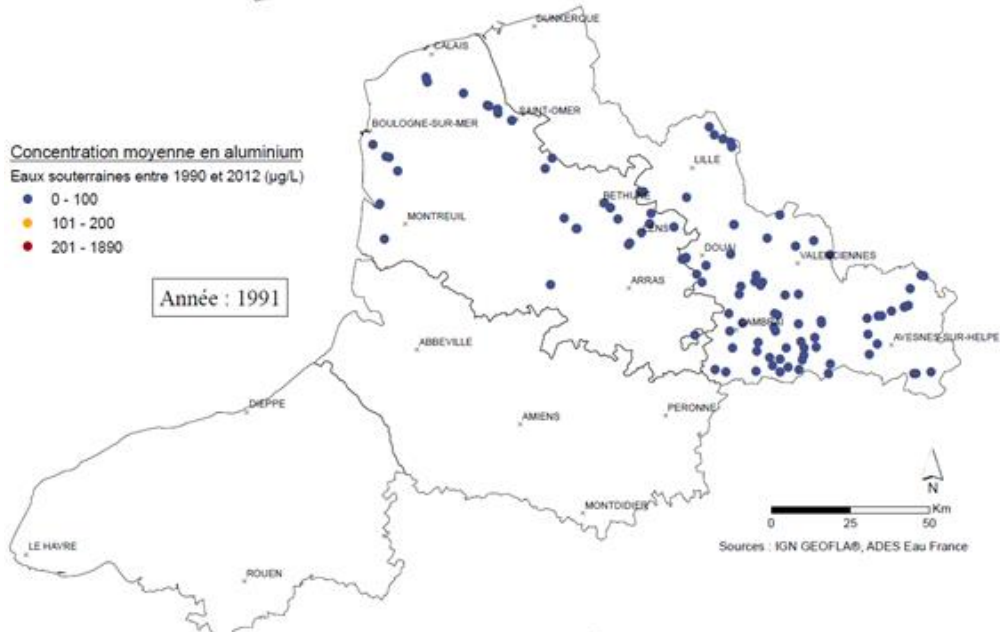 DUNKERQUE
CALAIS
SAINT-OMER
BOULOGNE-SUR-MER
Concentration moyenne en aluminium
Eaux souterraines entre 1990 et 2012 (µg/L)
0 - 100
101 - 200
201 - 1890
LILLE
BETHUNE
MONTREUIL
LENS
DOUAI
VALENCIENNES
ARRAS
Année : 1991
CAMBRAI
AVESNES-SUR-HELPE
ABBEVILLE
DIEPPE
PERONNE
AMIENS
N
MONTDIDIER
Km
0 25 50
Sources : IGN GEOFLA®, ADES Eau France
LE HAVRE
ROUEN